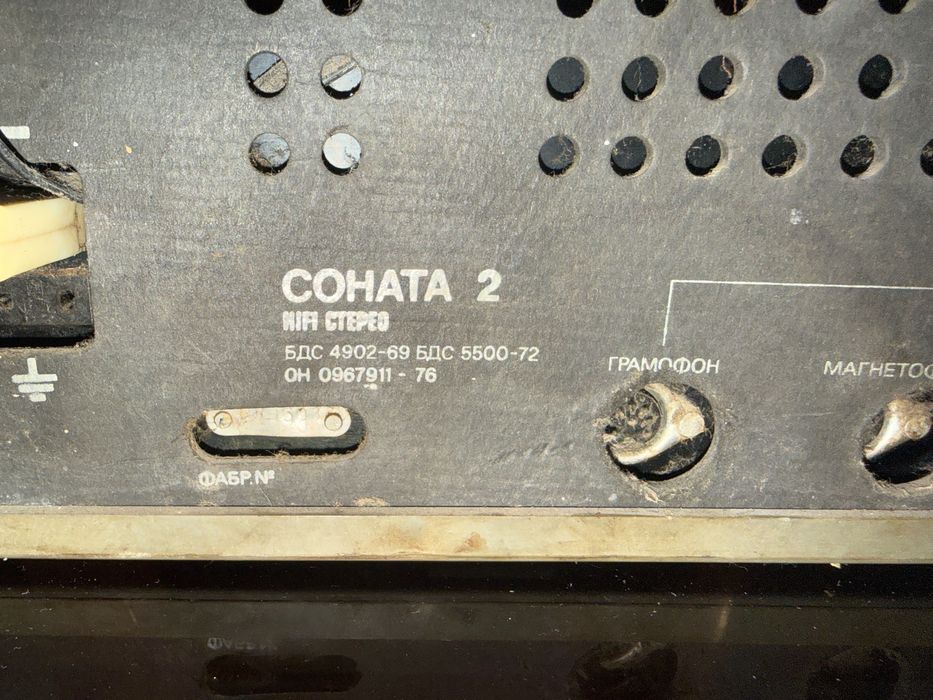 СОНАТА 2
HIFI СТЕРЕО
БДС 4902-69 БДС 5500-72
ОН 0967911 - 76
ГРАМОФОН
ФАБР.№